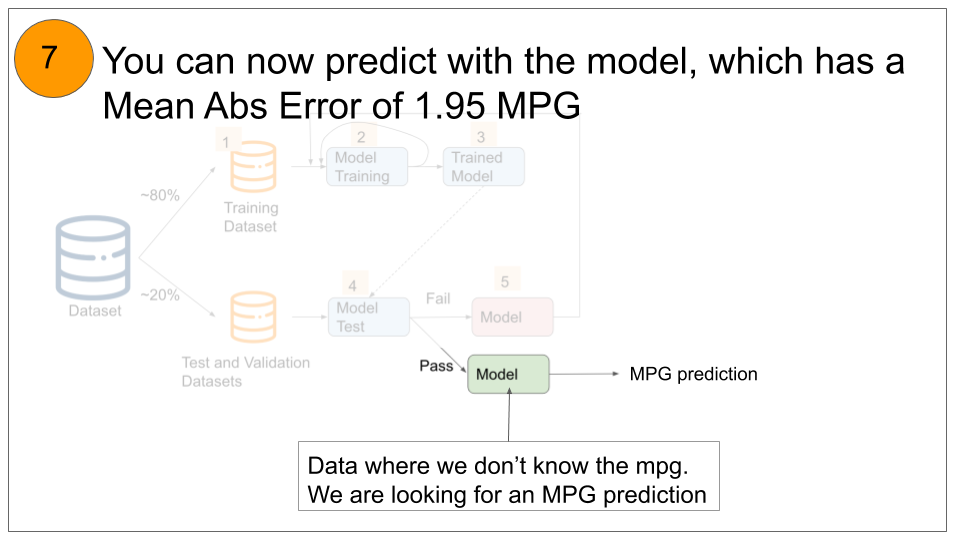 7
You can now predict with the model, which has a
Mean Abs Error of 1.95 MPG
1
2
3
Model
Training
Trained
Model
~80%
Training
Dataset
Dataset
~20%
4
5
Model
Test
Fail
Model
Test and Validation
Datasets
Pass
Model
MPG prediction
Data where we don’t know the mpg.
We are looking for an MPG prediction